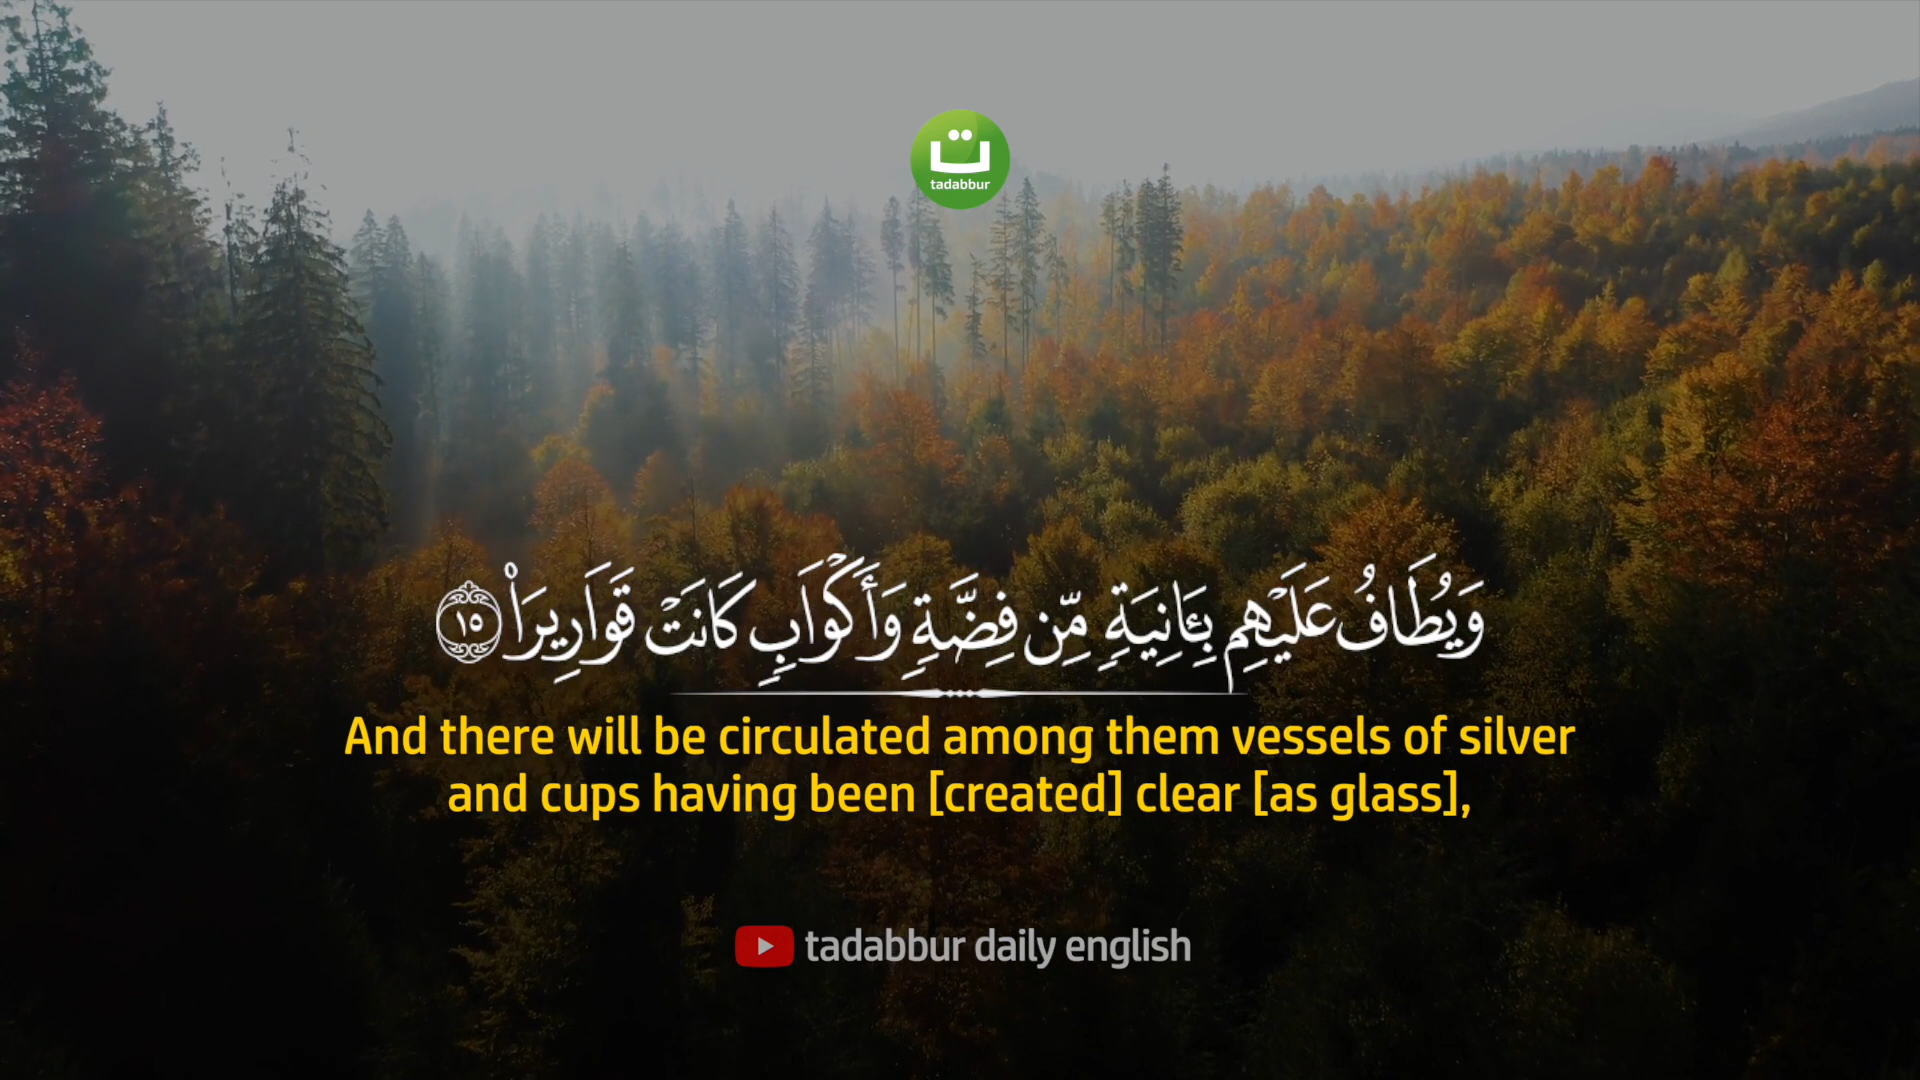 ت
tadabbur
وَيُطَافُ عَلَيْهِم بِـَٔانِيَةٍ مِّن فِضَّةٍ وَأَكْوَابٍ كَانَتْ قَوَارِيرَا۠ ١٥
And there will be circulated among them vessels of silver
and cups having been [created] clear [as glass],
tadabbur daily english